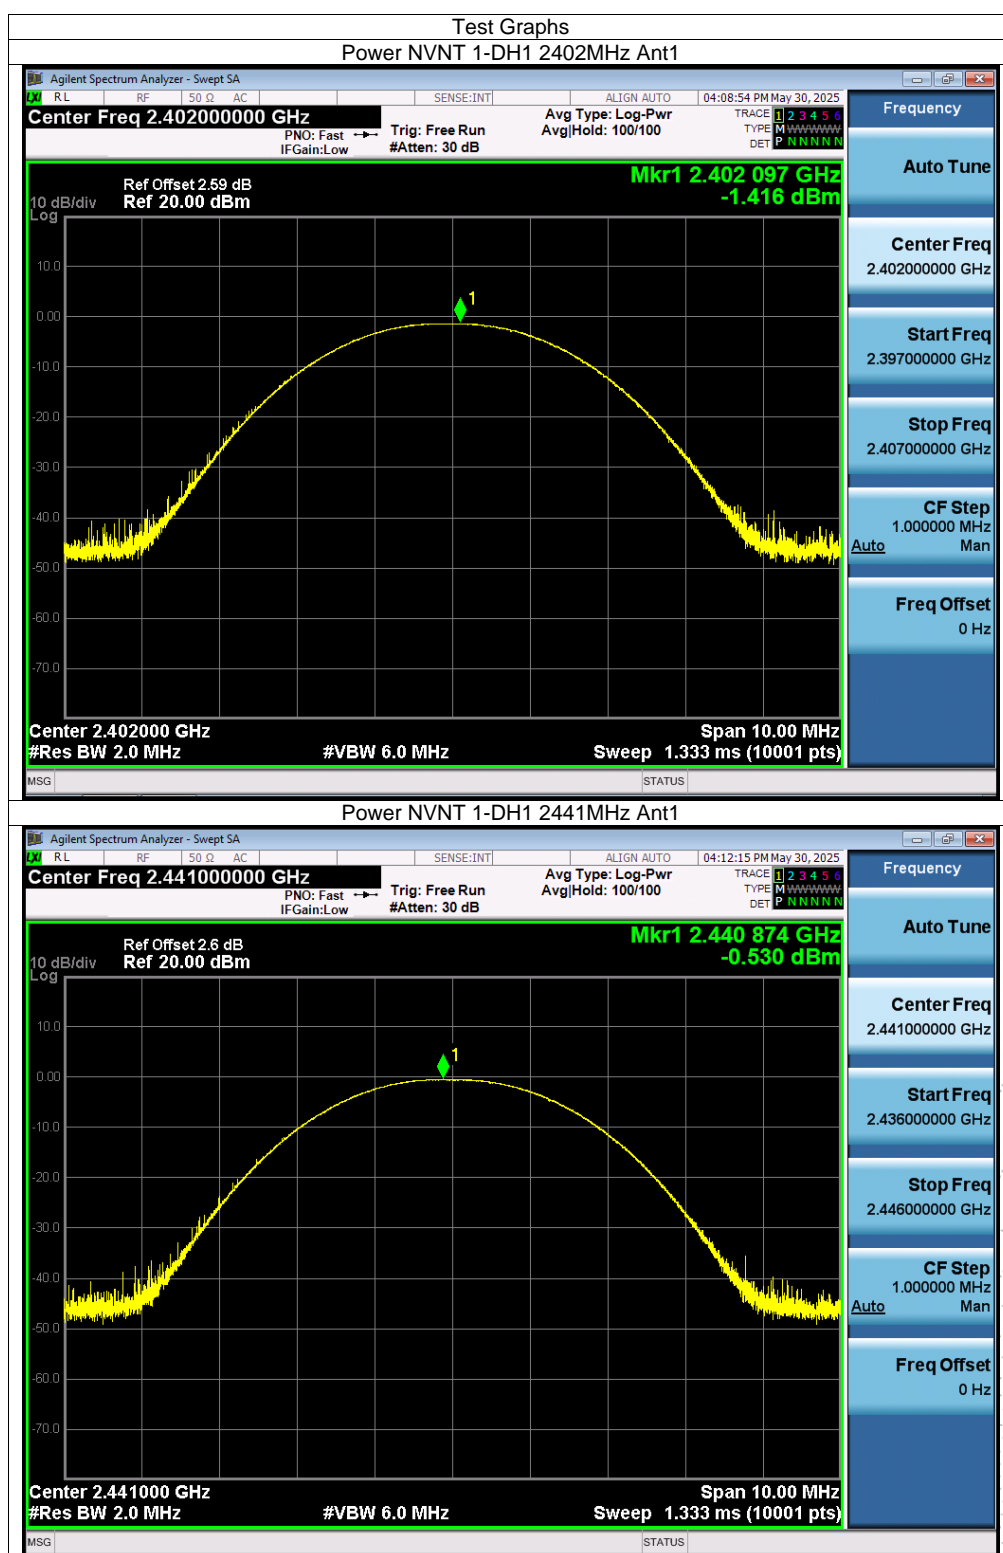 Test Graphs
Power NVNT 1-DH1 2402MHz Ant1
Agilent Spectrum Analyzer - Swept SA
LXI RL RF 50 Ω AC SENSE:INT ALIGN AUTO 04:08:54 PM May 30, 2025
Center Freq 2.402000000 GHz
PNO: Fast
IFGain:Low
Trig: Free Run
#Atten: 30 dB
Avg Type: Log-Pwr
Avg|Hold: 100/100
TRACE 1 2 3 4 5 6
TYPE M WWWWW
DET P N N N N N
Frequency
Auto Tune
Center Freq
2.402000000 GHz
Start Freq
2.397000000 GHz
Stop Freq
2.407000000 GHz
CF Step
1.000000 MHz
Auto Man
Freq Offset
0 Hz
Mkr1 2.402 097 GHz
-1.416 dBm
Ref Offset 2.59 dB
10 dB/div Ref 20.00 dBm
Log
1
10.0
0.00
-10.0
-20.0
-30.0
-40.0
-50.0
-60.0
-70.0
Center 2.402000 GHz Span 10.00 MHz
#Res BW 2.0 MHz #VBW 6.0 MHz Sweep 1.333 ms (10001 pts)
MSG STATUS
Power NVNT 1-DH1 2441MHz Ant1
Agilent Spectrum Analyzer - Swept SA
LXI RL RF 50 Ω AC SENSE:INT ALIGN AUTO 04:12:15 PM May 30, 2025
Center Freq 2.441000000 GHz
PNO: Fast
IFGain:Low
Trig: Free Run
#Atten: 30 dB
Avg Type: Log-Pwr
Avg|Hold: 100/100
TRACE 1 2 3 4 5 6
TYPE M WWWWW
DET P N N N N N
Frequency
Auto Tune
Center Freq
2.441000000 GHz
Start Freq
2.436000000 GHz
Stop Freq
2.446000000 GHz
CF Step
1.000000 MHz
Auto Man
Freq Offset
0 Hz
Mkr1 2.440 874 GHz
-0.530 dBm
Ref Offset 2.6 dB
10 dB/div Ref 20.00 dBm
Log
1
10.0
0.00
-10.0
-20.0
-30.0
-40.0
-50.0
-60.0
-70.0
Center 2.441000 GHz Span 10.00 MHz
#Res BW 2.0 MHz #VBW 6.0 MHz Sweep 1.333 ms (10001 pts)
MSG STATUS